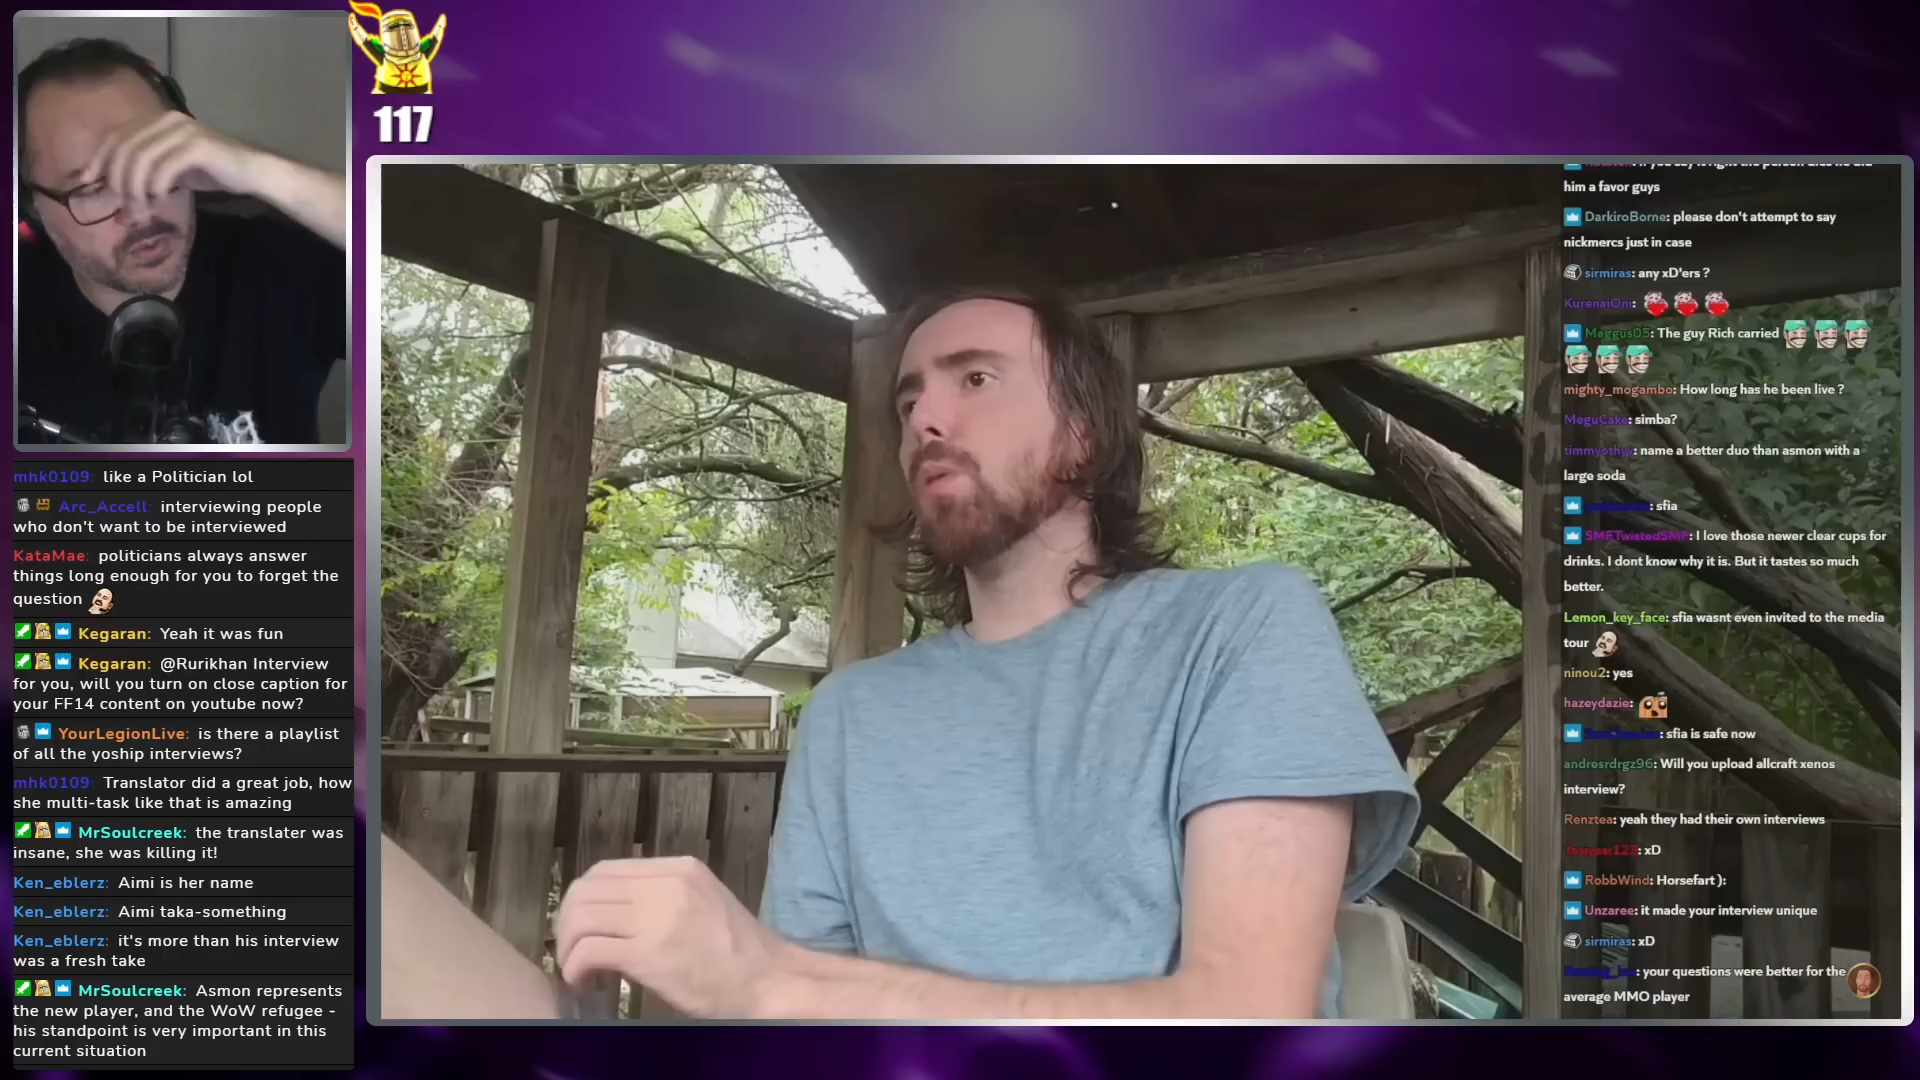 117
mhk0109: like a Politician lol
Arc_Accell: interviewing people
who don't want to be interviewed
KataMae: politicians always answer
things long enough for you to forget the
question
Kegaran: Yeah it was fun
Kegaran: @Rurikhan Interview
for you, will you turn on close caption for
your FF14 content on youtube now?
YourLegionLive: is there a playlist
of all the yoship interviews?
mhk0109: Translator did a great job, how
she multi-task like that is amazing
MrSoulcreek: the translater was
insane, she was killing it!
Ken_eblerz: Aimi is her name
Ken_eblerz: Aimi taka-something
Ken_eblerz: it's more than his interview
was a fresh take
MrSoulcreek: Asmon represents
the new player, and the WoW refugee -
his standpoint is very important in this
current situation
him a favor guys
DarkiroBorne: please don't attempt to say
nickmercs just in case
sirmiras: any xD'ers ?
KurenaiOni:
Maggus05: The guy Rich carried
mighty_mogambo: How long has he been live ?
MeguCake: simba?
name a better duo than asmon with a
large soda
: sfia
SMFTwistedSMF: I love those newer clear cups for
drinks. I dont know why it is. But it tastes so much
better.
Lemon_key_face: sfia wasnt even invited to the media
tour
ninou2: yes
hazeydazie:
: sfia is safe now
andresrdrgz96: Will you upload allcraft xenos
interview?
Renztea: yeah they had their own interviews
: xD
RobbWind: Horsefart ):
Unzaree: it made your interview unique
sirmiras: xD
: your questions were better for the
average MMO player